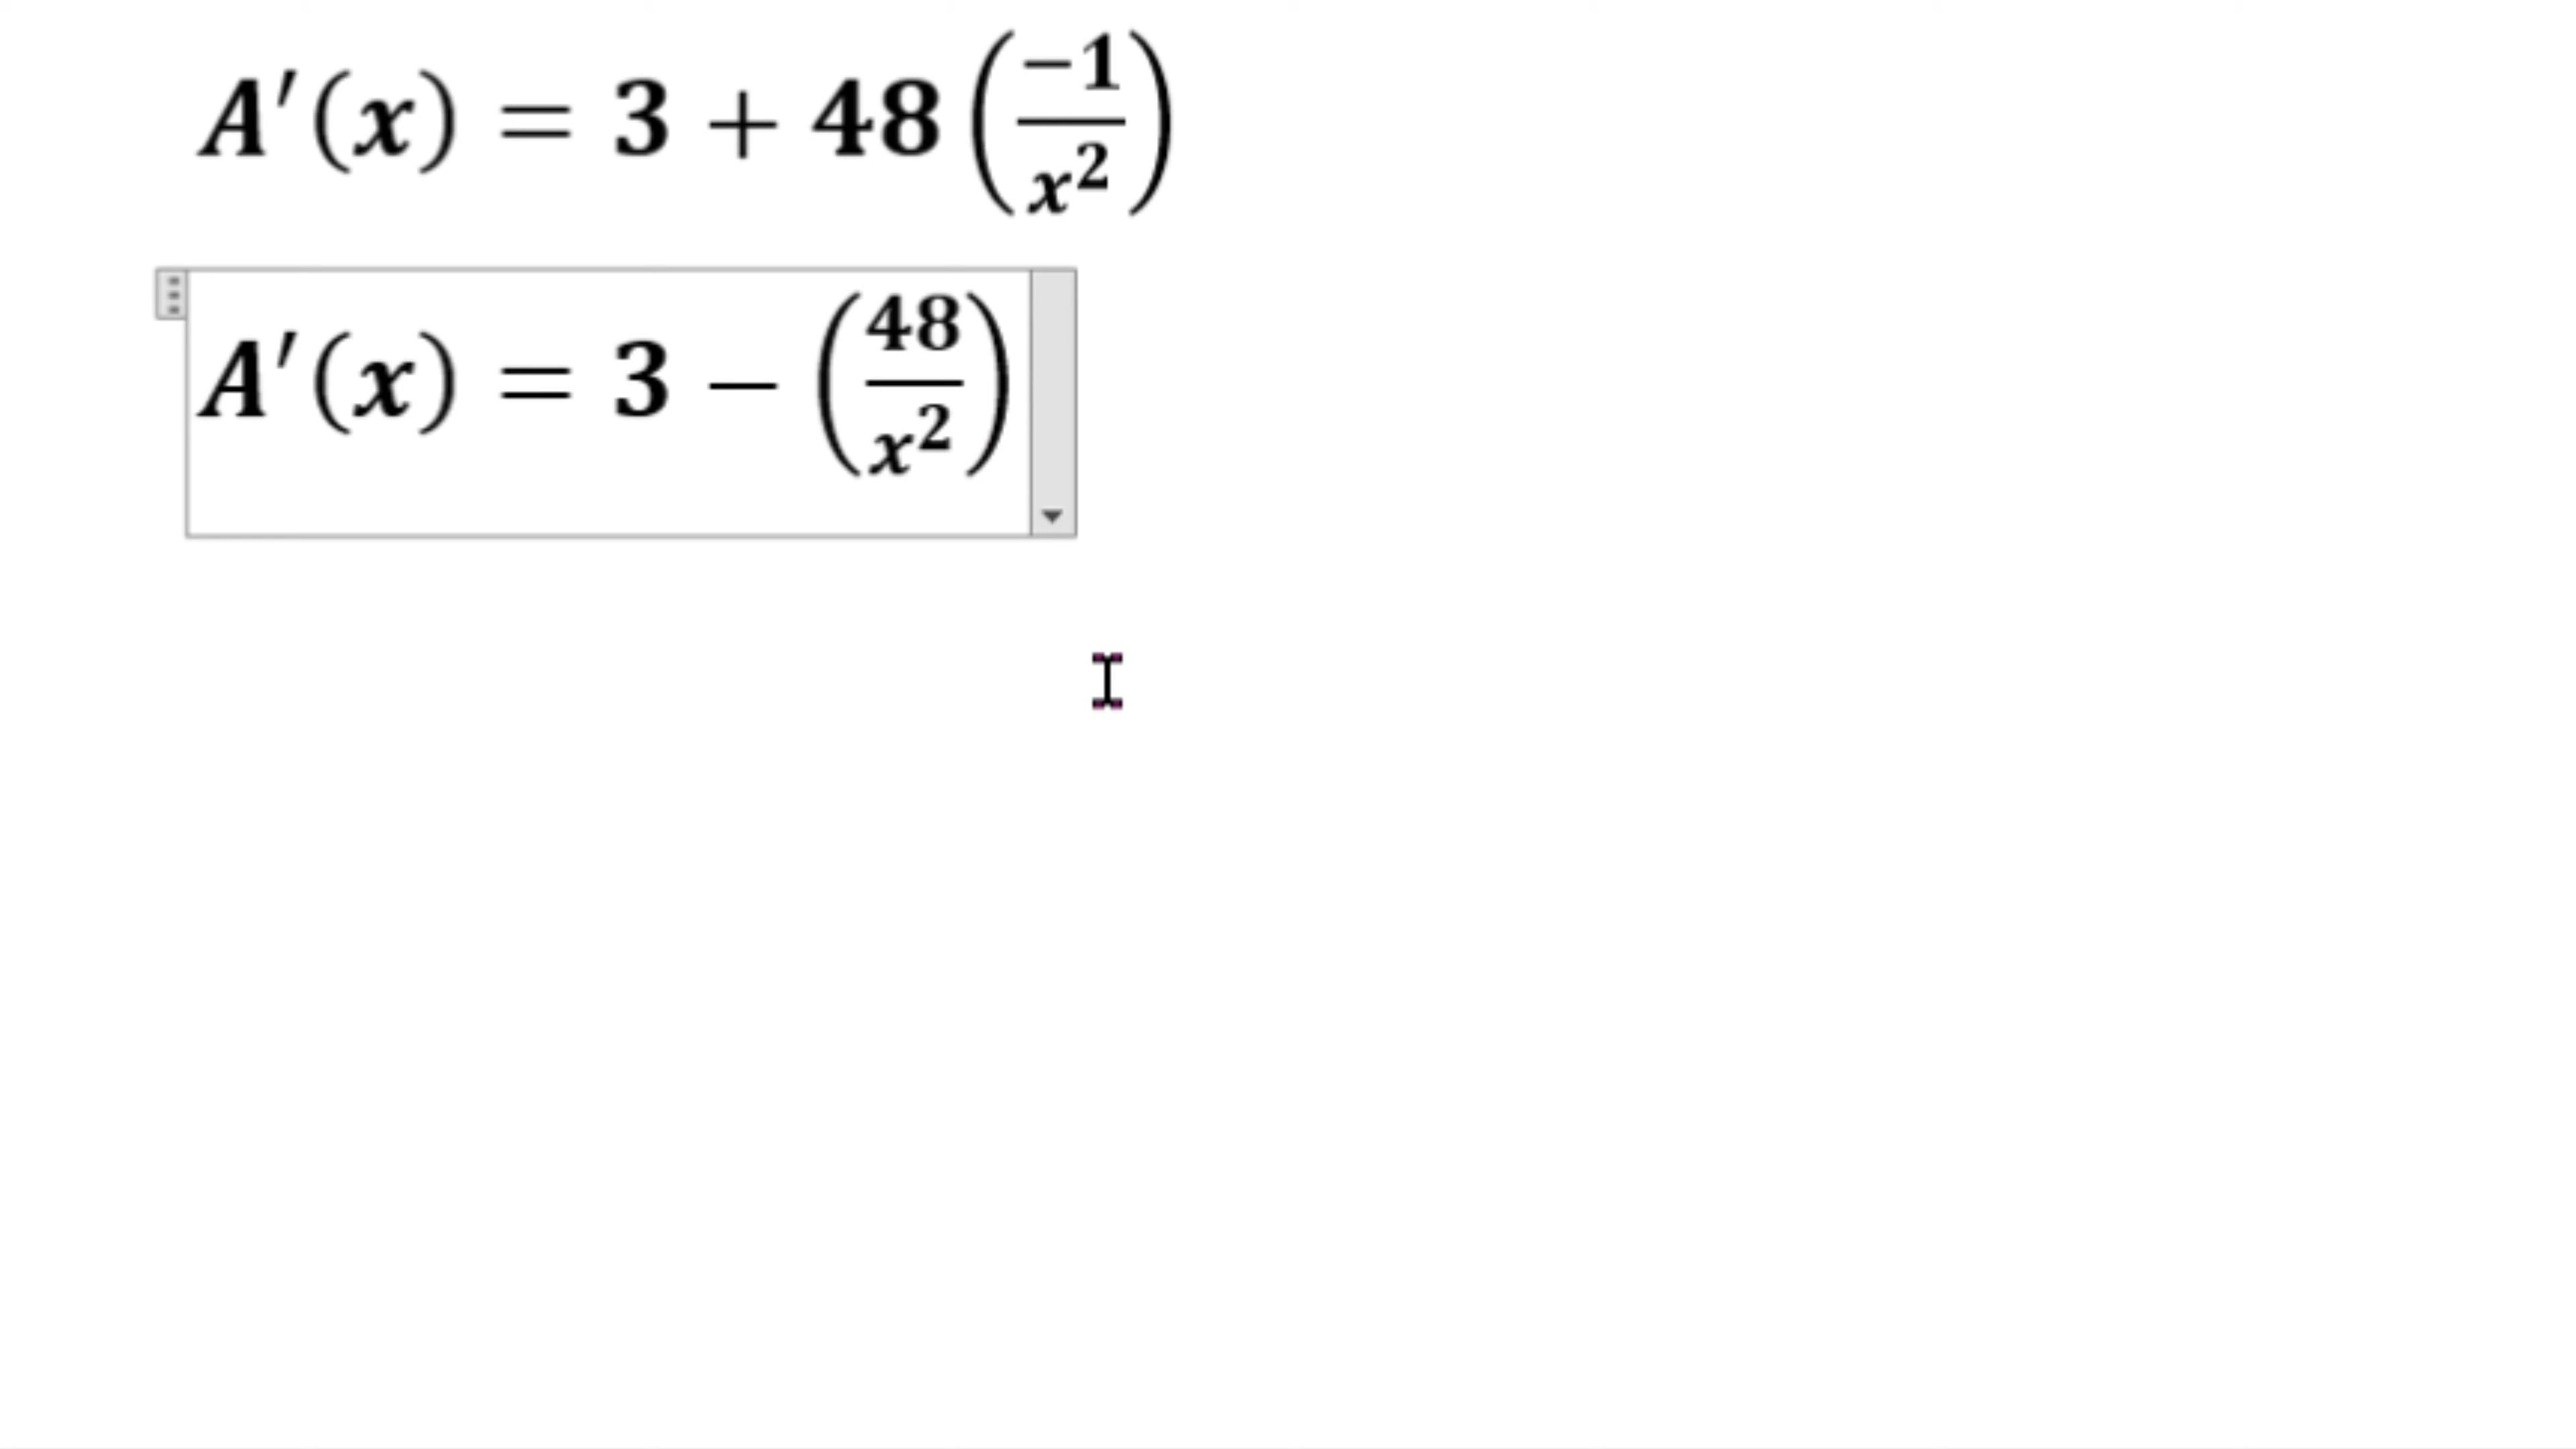 A′(x) = 3 + 48(−1/x²)
A′(x) = 3 − (48/x²)